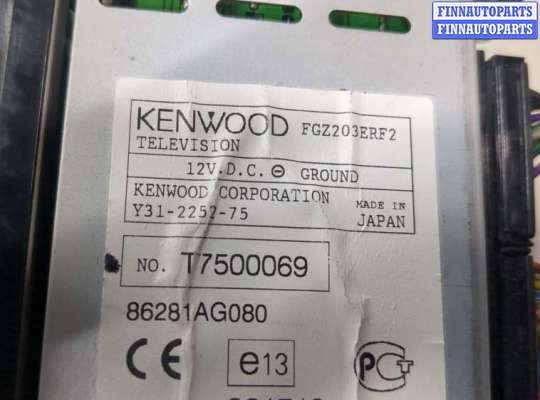 FINNAUTOPARTS
FINNAUTOPARTS
KENWOOD FGZ203ERF2
TELEVISION
12V.D.C. ⊖ GROUND
KENWOOD CORPORATION
Y31-2252-75
MADE IN
JAPAN
NO. T7500069
86281AG080
CE e13 PCT